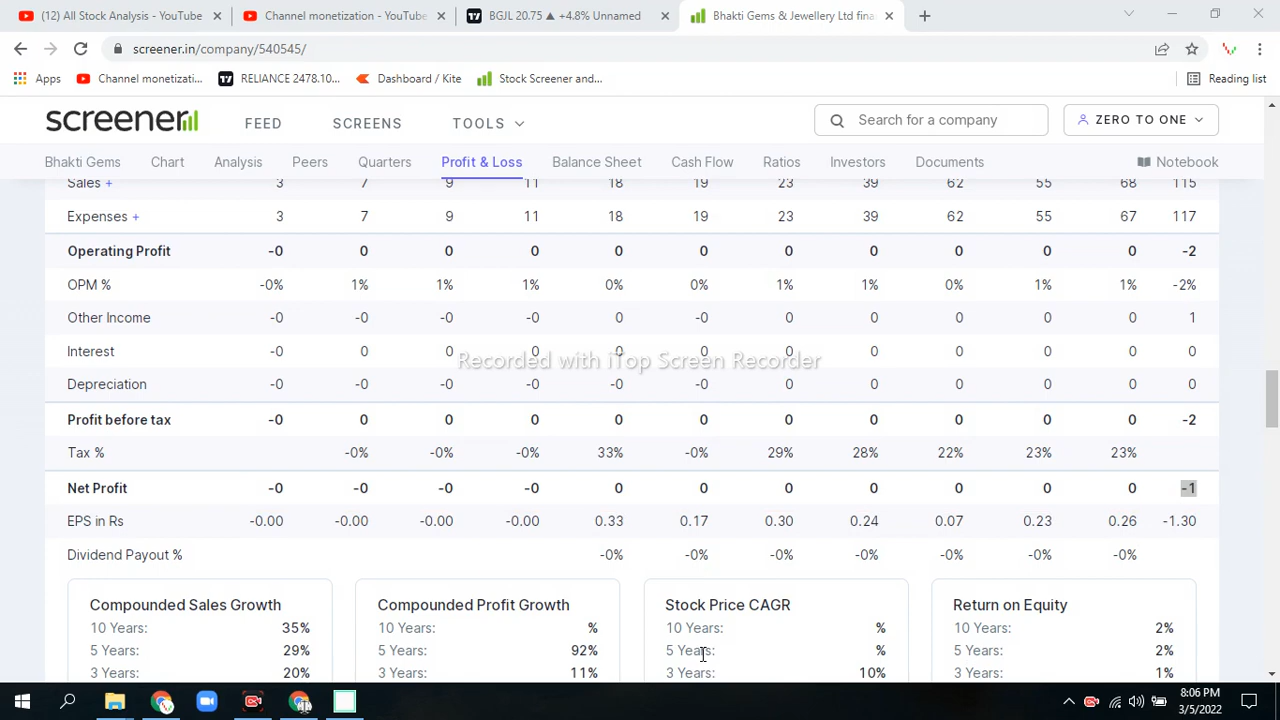 (12) All Stock Analysis - YouTube
Channel monetization - YouTube
BGJL 20.75 ▲ +4.8% Unnamed
Bhakti Gems & Jewellery Ltd fina
screener.in/company/540545/
Apps
Channel monetizati...
RELIANCE 2478.10...
Dashboard / Kite
Stock Screener and...
Reading list
screener
FEED
SCREENS
TOOLS
Search for a company
ZERO TO ONE
Bhakti Gems
Chart
Analysis
Peers
Quarters
Profit & Loss
Balance Sheet
Cash Flow
Ratios
Investors
Documents
Notebook
Sales + 3 7 9 11 18 19 23 39 62 55 68 115
Expenses + 3 7 9 11 18 19 23 39 62 55 67 117
Operating Profit -0 0 0 0 0 0 0 0 0 0 0 -2
OPM % -0% 1% 1% 1% 0% 0% 1% 1% 0% 1% 1% -2%
Other Income -0 -0 -0 -0 0 -0 0 0 0 0 0 1
Interest -0 0 0 0 0 0 0 0 0 0 0 0
Recorded with iTop Screen Recorder
Depreciation -0 -0 -0 -0 -0 -0 0 0 0 0 0 0
Profit before tax -0 0 0 0 0 0 0 0 0 0 0 -2
Tax % -0% -0% -0% 33% -0% 29% 28% 22% 23% 23%
Net Profit -0 -0 -0 -0 0 0 0 0 0 0 0 -1
EPS in Rs -0.00 -0.00 -0.00 -0.00 0.33 0.17 0.30 0.24 0.07 0.23 0.26 -1.30
Dividend Payout % -0% -0% -0% -0% -0% -0% -0%
Compounded Sales Growth
10 Years: 35%
5 Years: 29%
3 Years: 20%
Compounded Profit Growth
10 Years: %
5 Years: 92%
3 Years: 11%
Stock Price CAGR
10 Years: %
5 Years: %
3 Years: 10%
Return on Equity
10 Years: 2%
5 Years: 2%
3 Years: 1%
8:06 PM
3/5/2022